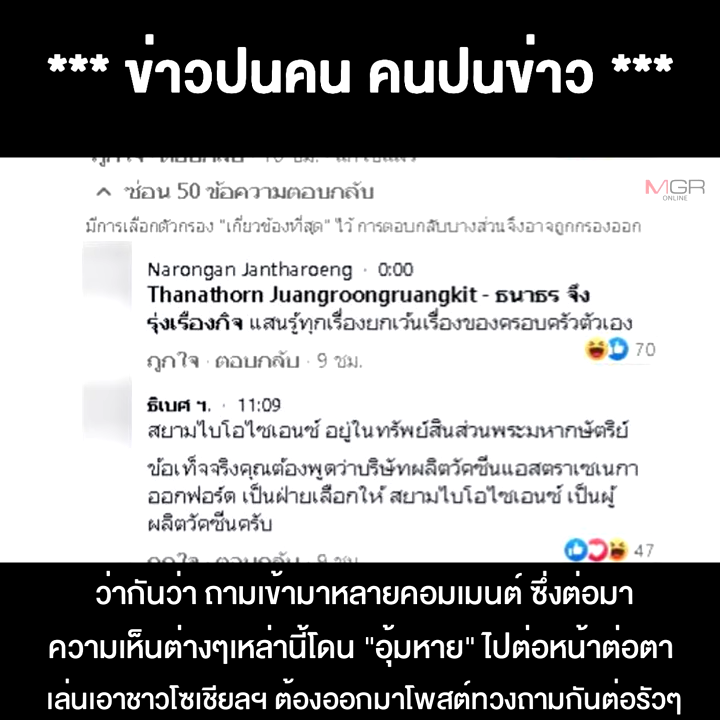 *** ข่าวปนคน คนปนข่าว ***
ซ่อน 50 ข้อความตอบกลับ
MGR
ONLINE
มีการเลือกตัวกรอง "เกี่ยวข้องที่สุด" ไว้ การตอบกลับบางส่วนจึงอาจถูกกรองออก
Narongan Jantharoeng · 0:00
Thanathorn Juangroongruangkit - ธนาธร จึง
รุ่งเรืองกิจ แสนรู้ทุกเรื่องยกเว้นเรื่องของครอบครัวตัวเอง
ถูกใจ · ตอบกลับ · 9 ชม.
70
ธิเบศ ฯ. · 11:09
สยามไบโอไซเอนซ์ อยู่ในทรัพย์สินส่วนพระมหากษัตริย์
ข้อเท็จจริงคุณต้องพูดว่าบริษัทผลิตวัคซีนแอสตราเซเนกา
ออกฟอร์ด เป็นฝ่ายเลือกให้ สยามไบโอไซเอนซ์ เป็นผู้
ผลิตวัคซีนครับ
47
ว่ากันว่า ถามเข้ามาหลายคอมเมนต์ ซึ่งต่อมา
ความเห็นต่างๆเหล่านี้โดน "อุ้มหาย" ไปต่อหน้าต่อตา
เล่นเอาชาวโซเชียลฯ ต้องออกมาโพสต์ทวงถามกันต่อรัวๆ